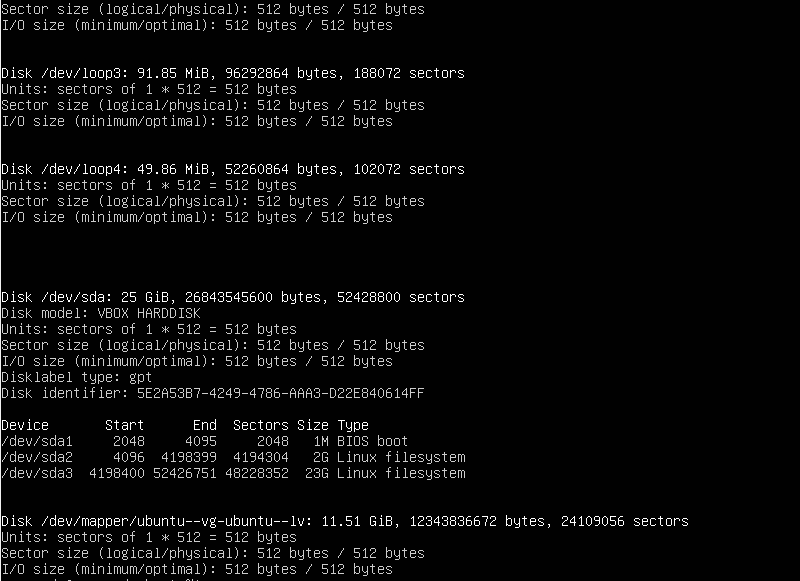 Sector size (logical/physical): 512 bytes / 512 bytes
I/O size (minimum/optimal): 512 bytes / 512 bytes
Disk /dev/loop3: 91.85 MiB, 96292864 bytes, 188072 sectors
Units: sectors of 1 * 512 = 512 bytes
Sector size (logical/physical): 512 bytes / 512 bytes
I/O size (minimum/optimal): 512 bytes / 512 bytes
Disk /dev/loop4: 49.86 MiB, 52260864 bytes, 102072 sectors
Units: sectors of 1 * 512 = 512 bytes
Sector size (logical/physical): 512 bytes / 512 bytes
I/O size (minimum/optimal): 512 bytes / 512 bytes
Disk /dev/sda: 25 GiB, 26843545600 bytes, 52428800 sectors
Disk model: VBOX HARDDISK
Units: sectors of 1 * 512 = 512 bytes
Sector size (logical/physical): 512 bytes / 512 bytes
I/O size (minimum/optimal): 512 bytes / 512 bytes
Disklabel type: gpt
Disk identifier: 5E2A53B7-4249-4786-AAA3-D22E840614FF
Device Start End Sectors Size Type
/dev/sda1 2048 4095 2048 1M BIOS boot
/dev/sda2 4096 4198399 4194304 2G Linux filesystem
/dev/sda3 4198400 52426751 48228352 23G Linux filesystem
Disk /dev/mapper/ubuntu--vg-ubuntu--lv: 11.51 GiB, 12343836672 bytes, 24109056 sectors
Units: sectors of 1 * 512 = 512 bytes
Sector size (logical/physical): 512 bytes / 512 bytes
I/O size (minimum/optimal): 512 bytes / 512 bytes